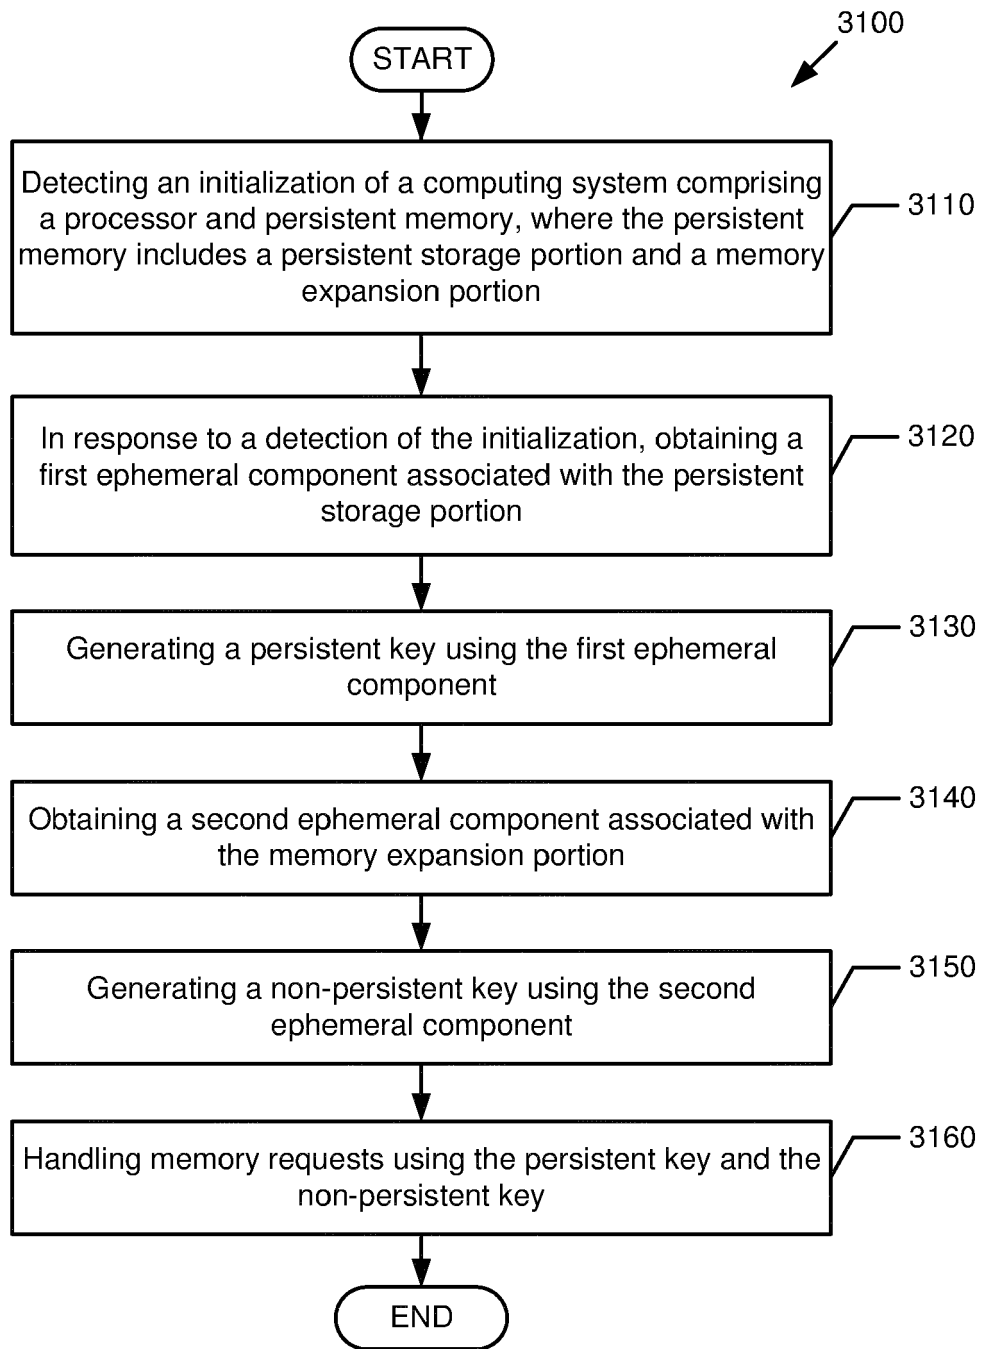 3100
START
Detecting an initialization of a computing system comprising
a processor and persistent memory, where the persistent
memory includes a persistent storage portion and a memory
expansion portion
3110
In response to a detection of the initialization, obtaining a
first ephemeral component associated with the persistent
storage portion
3120
Generating a persistent key using the first ephemeral
component
3130
Obtaining a second ephemeral component associated with
the memory expansion portion
3140
Generating a non-persistent key using the second
ephemeral component
3150
Handling memory requests using the persistent key and the
non-persistent key
3160
END